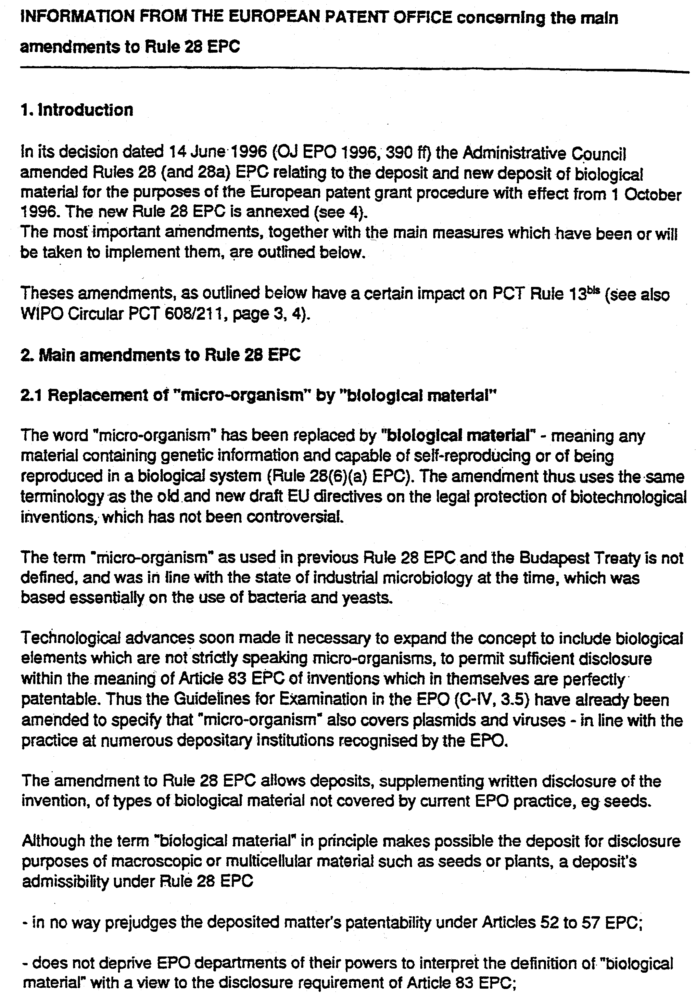 INFORMATION FROM THE EUROPEAN PATENT OFFICE concerning the main
amendments to Rule 28 EPC
1. Introduction
In its decision dated 14 June 1996 (OJ EPO 1996, 390 ff) the Administrative Council
amended Rules 28 (and 28a) EPC relating to the deposit and new deposit of biological
material for the purposes of the European patent grant procedure with effect from 1 October
1996. The new Rule 28 EPC is annexed (see 4).
The most important amendments, together with the main measures which have been or will
be taken to implement them, are outlined below.
Theses amendments, as outlined below have a certain impact on PCT Rule 13bis (see also
WIPO Circular PCT 608/211, page 3, 4).
2. Main amendments to Rule 28 EPC
2.1 Replacement of "micro-organism" by "biological material"
The word "micro-organism" has been replaced by "biological material" - meaning any
material containing genetic information and capable of self-reproducing or of being
reproduced in a biological system (Rule 28(6)(a) EPC). The amendment thus uses the same
terminology as the old and new draft EU directives on the legal protection of biotechnological
inventions, which has not been controversial.
The term "micro-organism" as used in previous Rule 28 EPC and the Budapest Treaty is not
defined, and was in line with the state of industrial microbiology at the time, which was
based essentially on the use of bacteria and yeasts.
Technological advances soon made it necessary to expand the concept to include biological
elements which are not strictly speaking micro-organisms, to permit sufficient disclosure
within the meaning of Article 83 EPC of inventions which in themselves are perfectly
patentable. Thus the Guidelines for Examination in the EPO (C-IV, 3.5) have already been
amended to specify that "micro-organism" also covers plasmids and viruses - in line with the
practice at numerous depositary institutions recognised by the EPO.
The amendment to Rule 28 EPC allows deposits, supplementing written disclosure of the
invention, of types of biological material not covered by current EPO practice, eg seeds.
Although the term "biological material" in principle makes possible the deposit for disclosure
purposes of macroscopic or multicellular material such as seeds or plants, a deposit's
admissibility under Rule 28 EPC
- in no way prejudges the deposited matter's patentability under Articles 52 to 57 EPC;
- does not deprive EPO departments of their powers to interpret the definition of "biological
material" with a view to the disclosure requirement of Article 83 EPC;